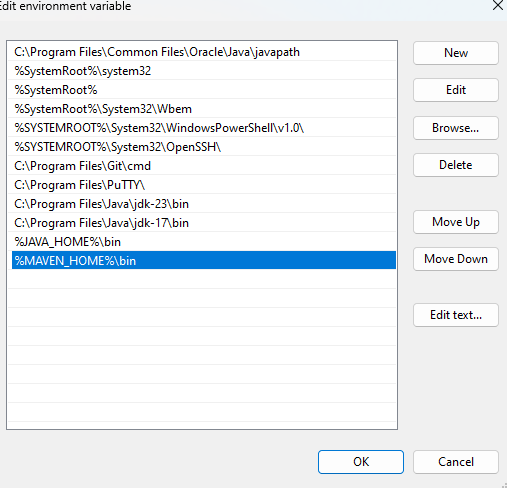 Edit environment variable
C:\Program Files\Common Files\Oracle\Java\javapath
%SystemRoot%\system32
%SystemRoot%
%SystemRoot%\System32\Wbem
%SYSTEMROOT%\System32\WindowsPowerShell\v1.0\
%SYSTEMROOT%\System32\OpenSSH\
C:\Program Files\Git\cmd
C:\Program Files\PuTTY\
C:\Program Files\Java\jdk-23\bin
C:\Program Files\Java\jdk-17\bin
%JAVA_HOME%\bin
%MAVEN_HOME%\bin
New
Edit
Browse...
Delete
Move Up
Move Down
Edit text...
OK
Cancel